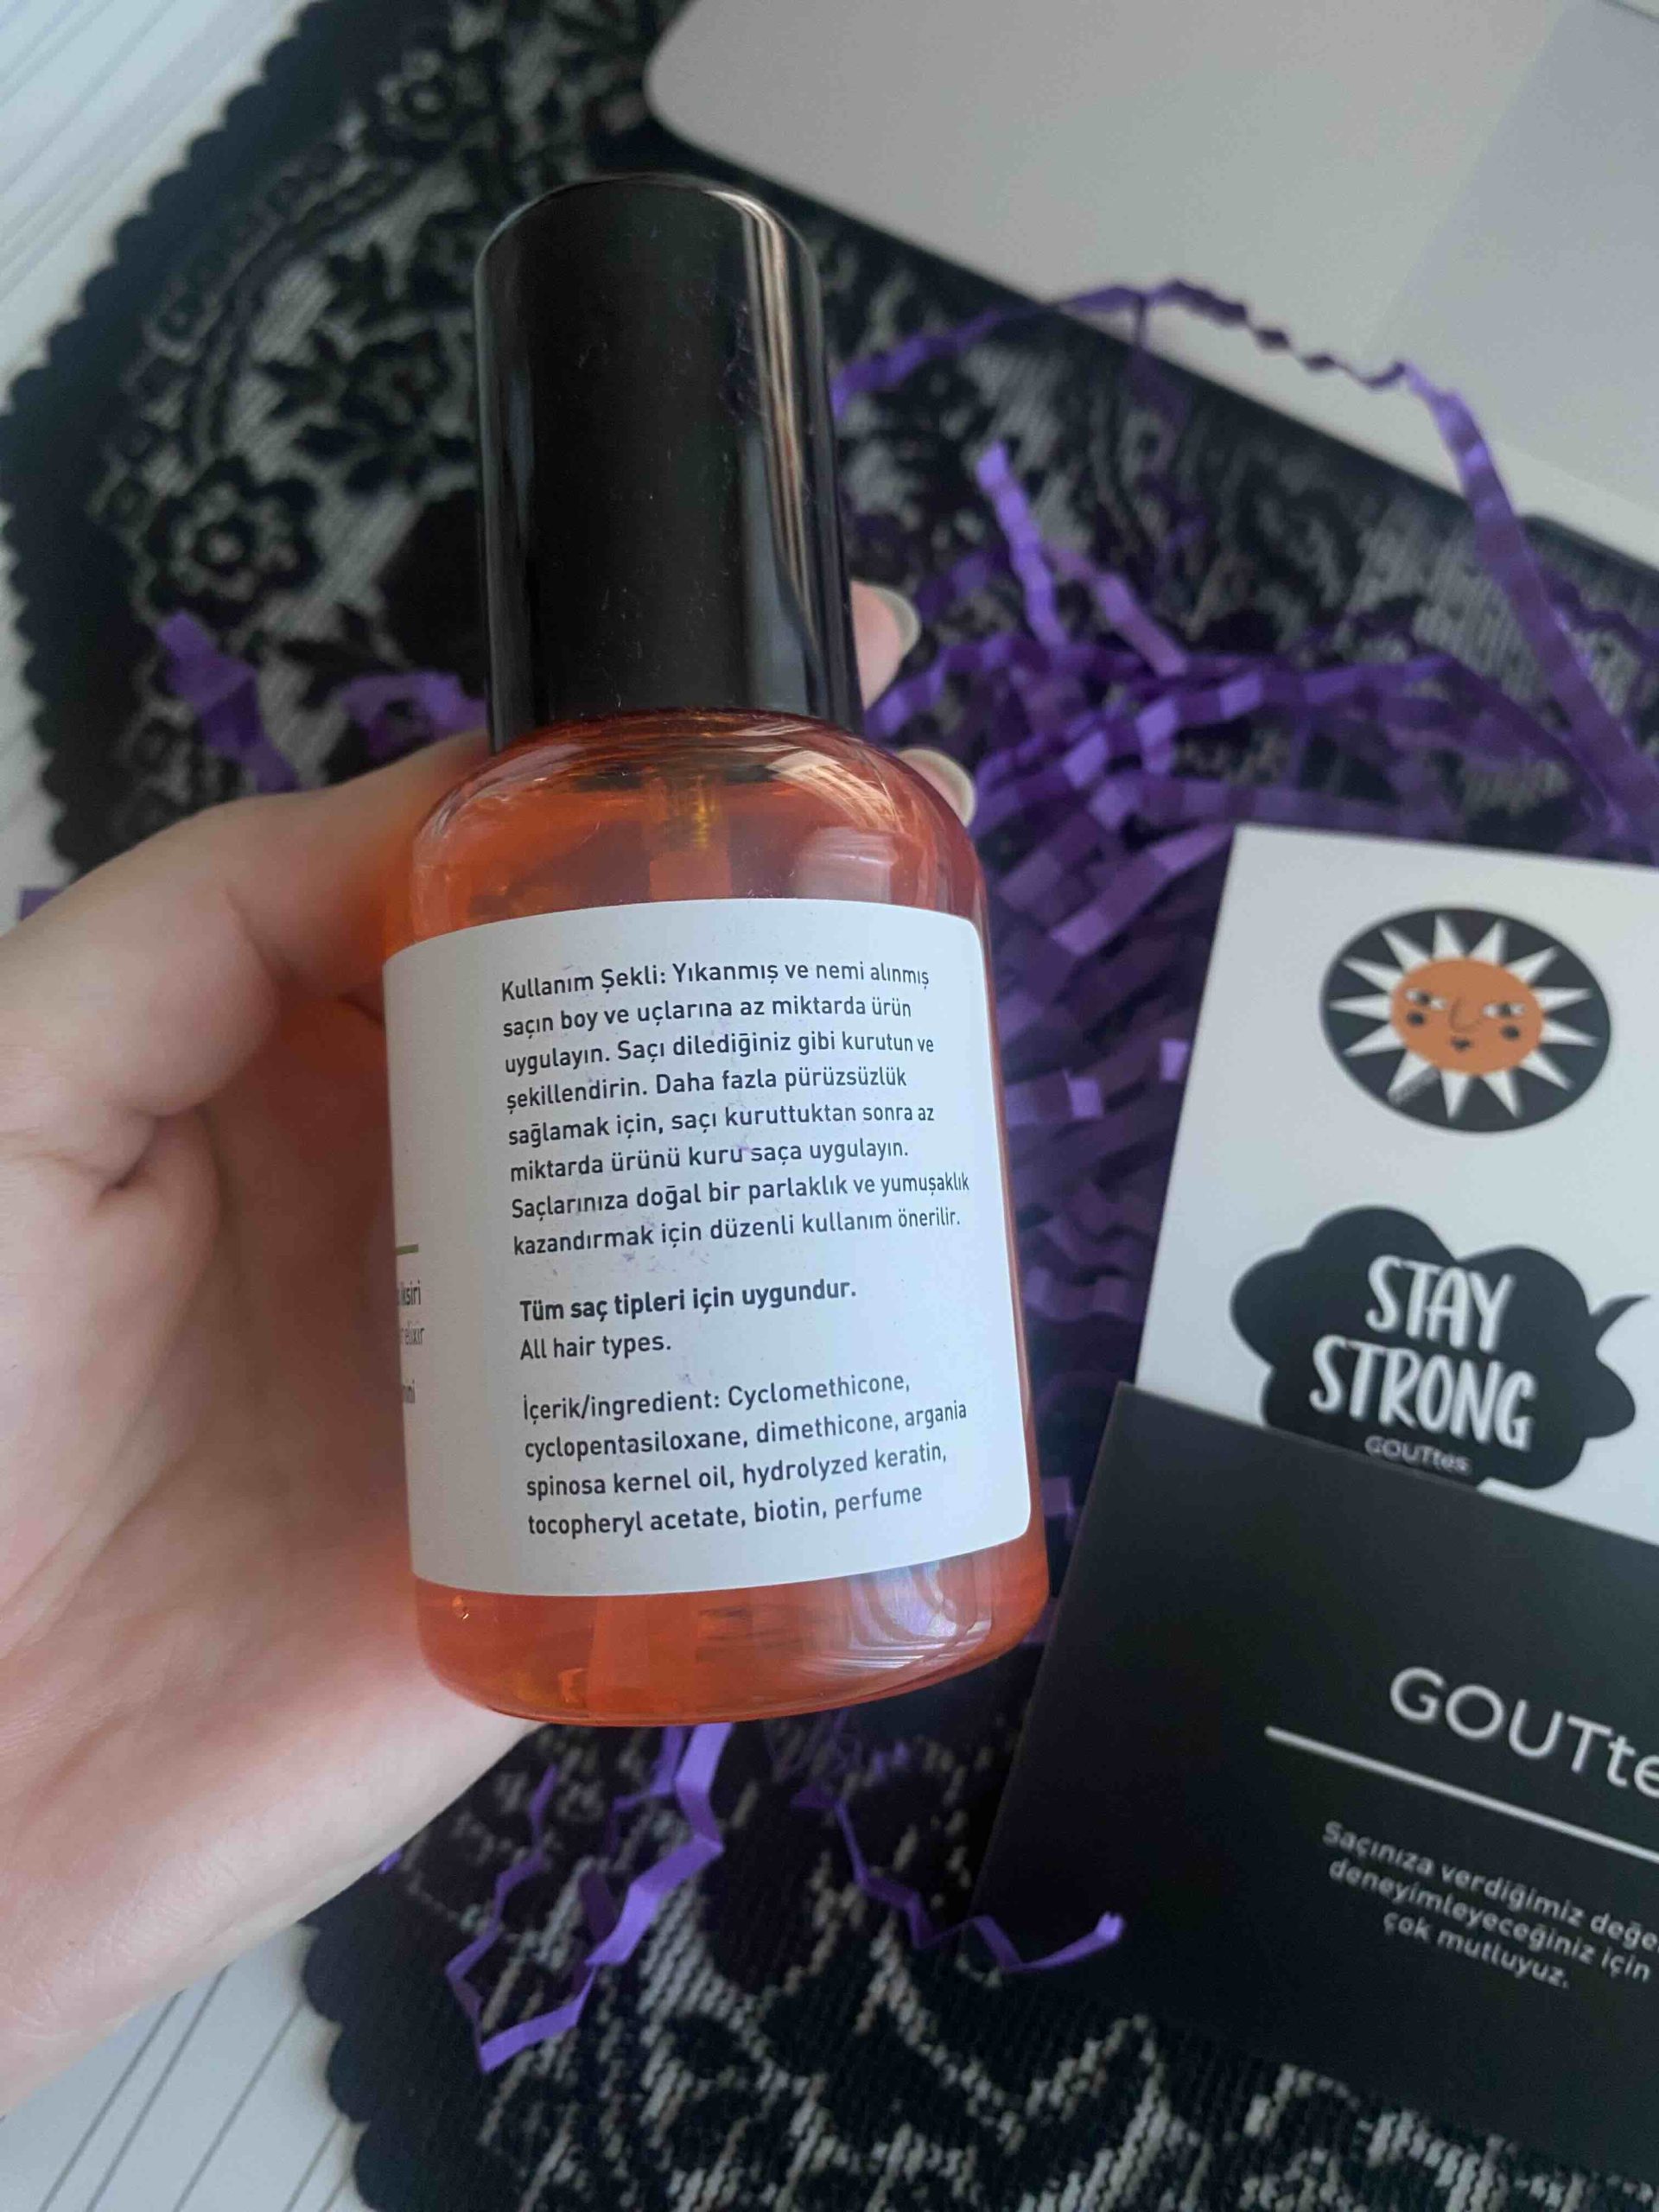 Kullanım Şekli: Yıkanmış ve nemi alınmış
saçın boy ve uçlarına az miktarda ürün
uygulayın. Saçı dilediğiniz gibi kurutun ve
şekillendirin. Daha fazla pürüzsüzlük
sağlamak için, saçı kuruttuktan sonra az
miktarda ürünü kuru saça uygulayın.
Saçlarınıza doğal bir parlaklık ve yumuşaklık
kazandırmak için düzenli kullanım önerilir.
Tüm saç tipleri için uygundur.
All hair types.
İçerik/ingredient: Cyclomethicone,
cyclopentasiloxane, dimethicone, argania
spinosa kernel oil, hydrolyzed keratin,
tocopheryl acetate, biotin, perfume
elixir
STAY
STRONG
GOUTtes
GOUTte
Saçınıza verdiğimiz değe
deneyimleyeceğiniz için
çok mutluyuz.